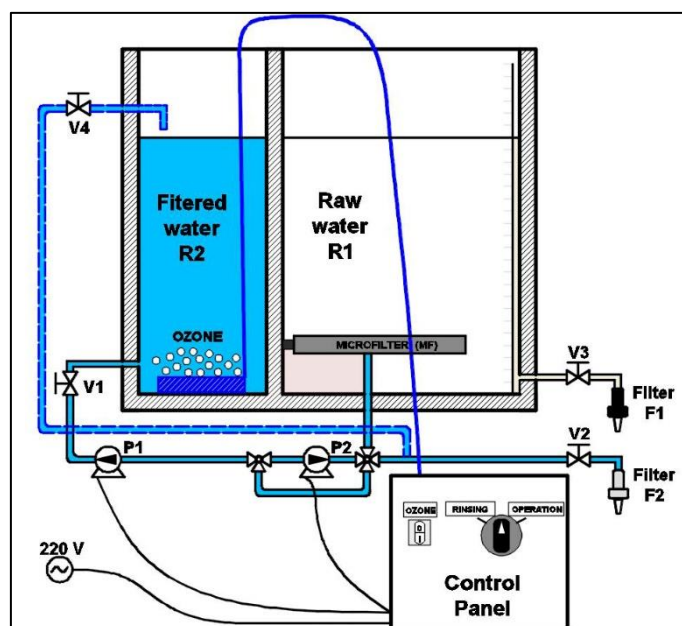 V4
Fitered
water
R2
Raw
water
R1
OZONE
MICROFILTER (MF)
V1
V3
Filter
F1
P1
P2
V2
Filter
F2
OZONE
RINSING
OPERATION
220 V
Control
Panel